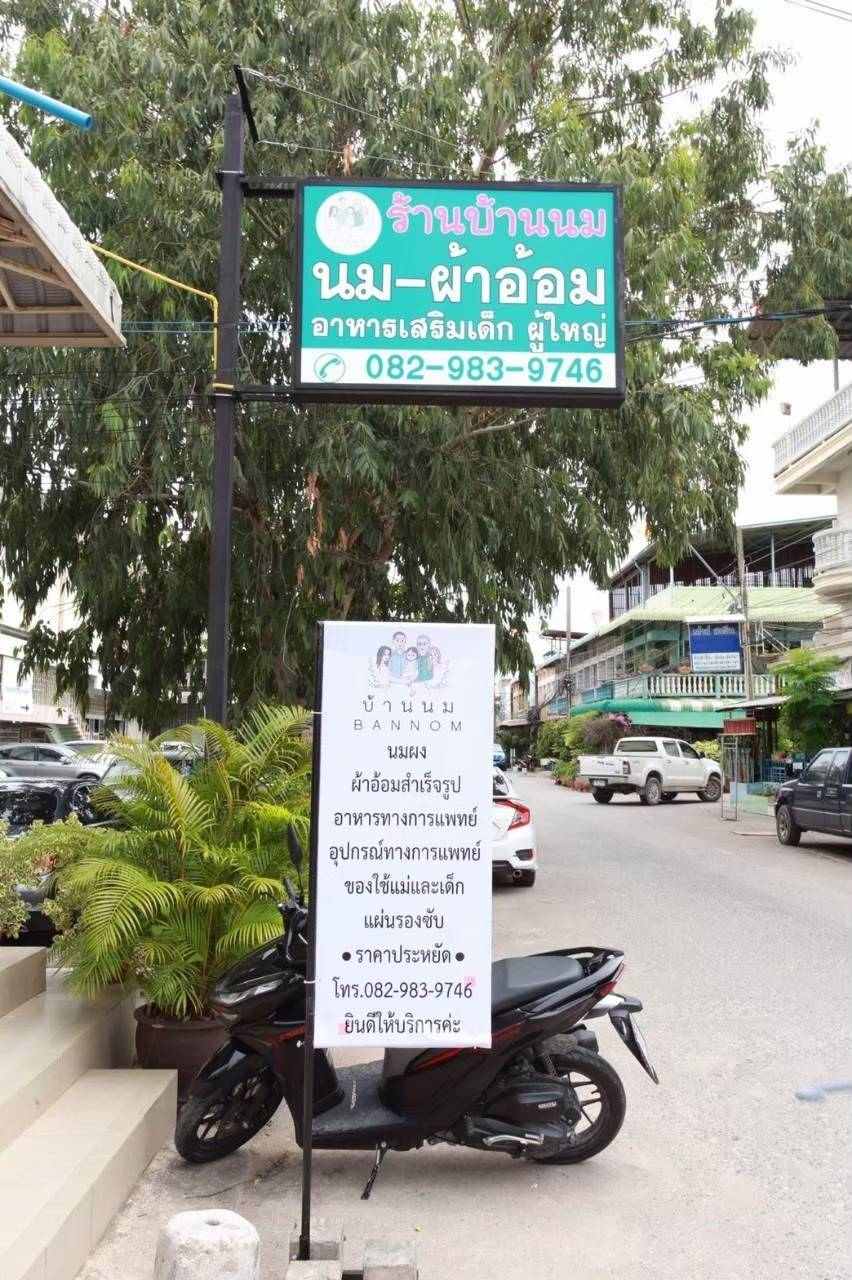 ร้านบ้านนม
นม-ผ้าอ้อม
อาหารเสริมเด็ก ผู้ใหญ่
082-983-9746
บ้านนม
BANNOM
นมผง
ผ้าอ้อมสำเร็จรูป
อาหารทางการแพทย์
อุปกรณ์ทางการแพทย์
ของใช้แม่และเด็ก
แผ่นรองซับ
•ราคาประหยัด•
โทร.082-983-9746
ยินดีให้บริการค่ะ